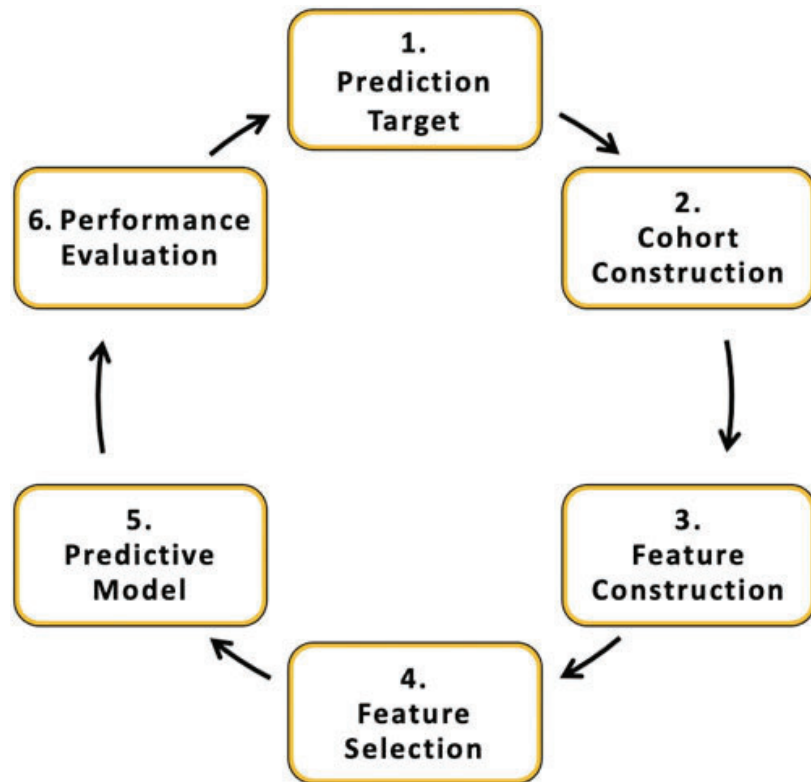 1.
Prediction
Target
2.
Cohort
Construction
3.
Feature
Construction
4.
Feature
Selection
5.
Predictive
Model
6. Performance
Evaluation